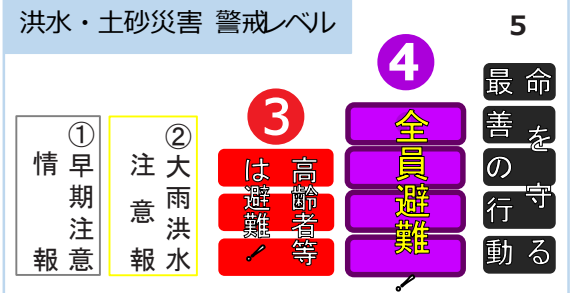 洪水・土砂災害 警戒レベル
①早期注意
情報
②大雨洪水
注意報
3
高齢者等
は避難！
4
全員避難！
5
命を守る
最善の行動